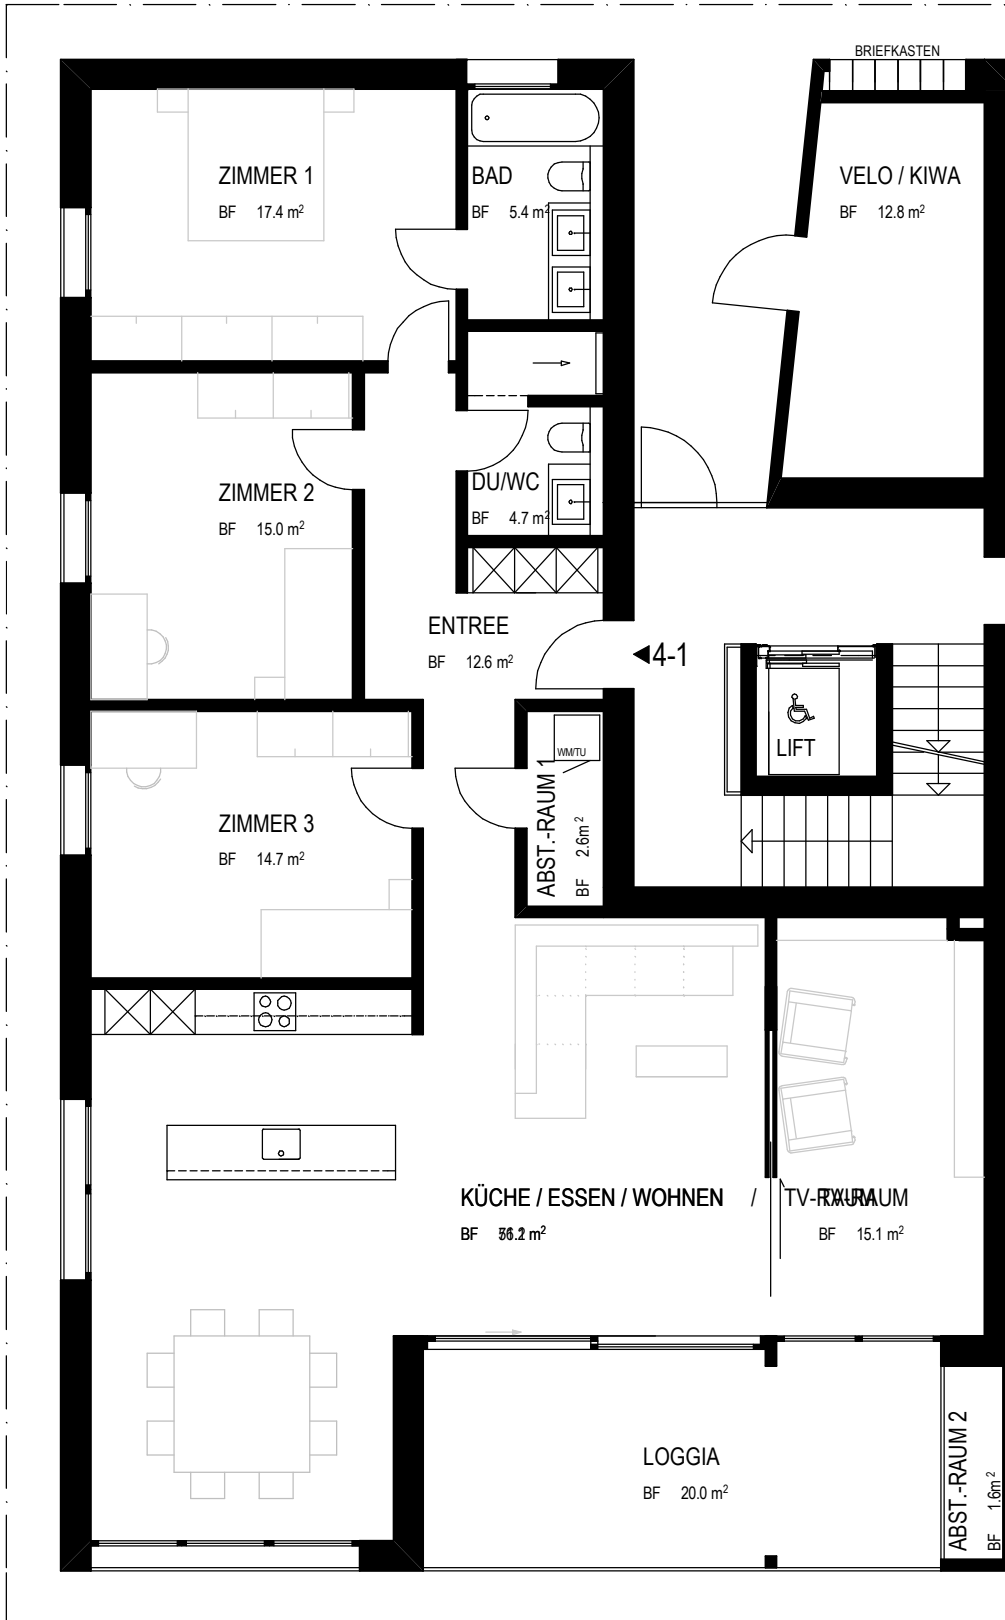 BRIEFKASTEN
ZIMMER 1
BF 17.4 m²
BAD
BF 5.4 m²
VELO / KIWA
BF 12.8 m²
ZIMMER 2
BF 15.0 m²
DU/WC
BF 4.7 m²
ENTREE
BF 12.6 m²
4-1
LIFT
WM/TU
ABST.-RAUM 1
BF 2.6m²
ZIMMER 3
BF 14.7 m²
KÜCHE / ESSEN / WOHNEN / TV-RAUM
BF m²
BF 15.1 m²
LOGGIA
BF 20.0 m²
ABST.-RAUM 2
BF 1.6m²